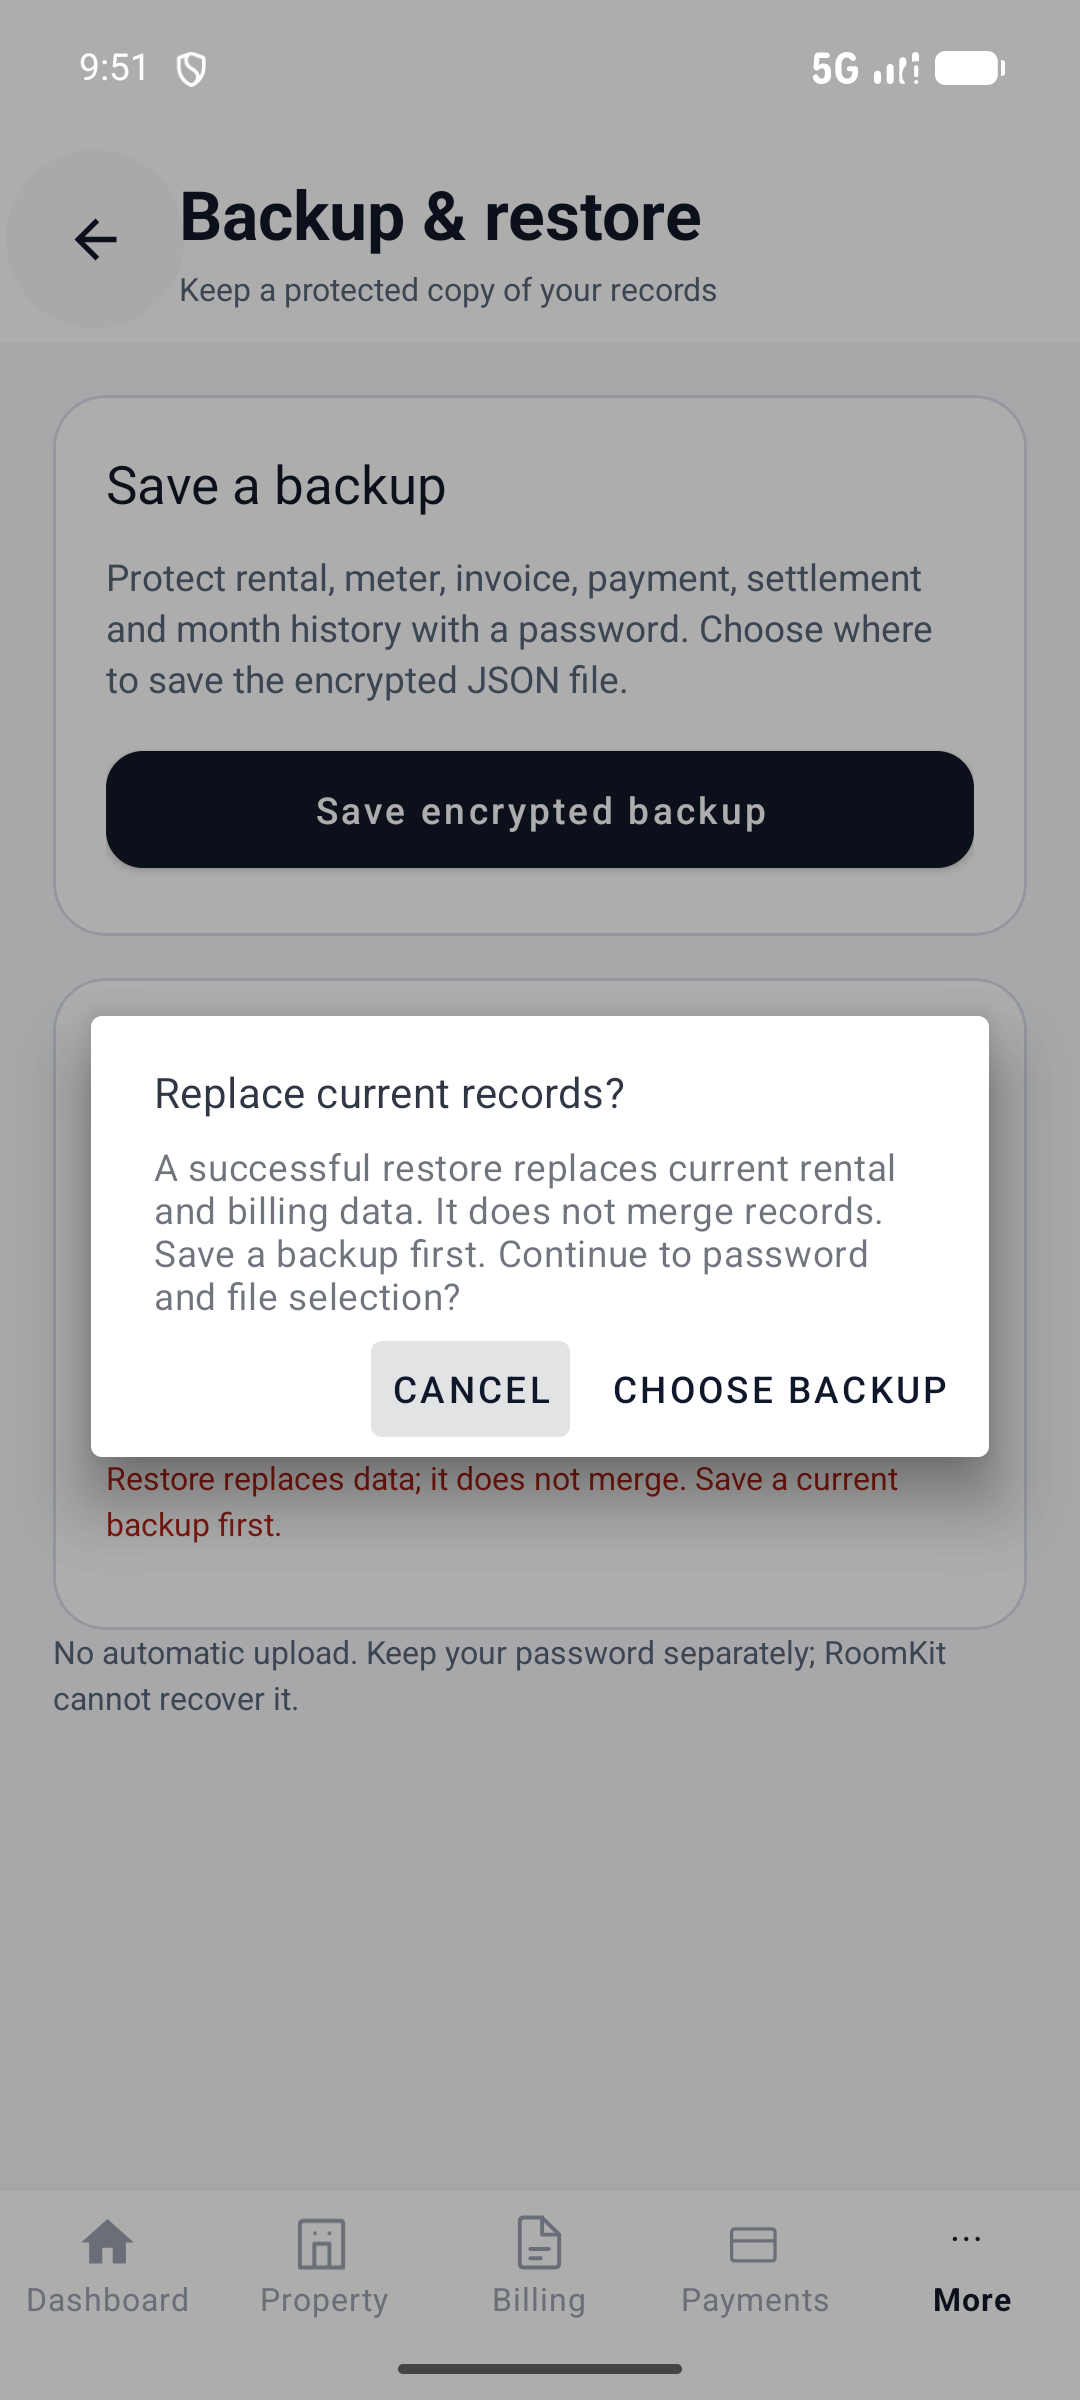 9:51
5G
Backup & restore
Keep a protected copy of your records
Save a backup
Protect rental, meter, invoice, payment, settlement
and month history with a password. Choose where
to save the encrypted JSON file.
Save encrypted backup
Replace current records?
A successful restore replaces current rental
and billing data. It does not merge records.
Save a backup first. Continue to password
and file selection?
CANCEL
CHOOSE BACKUP
Restore replaces data; it does not merge. Save a current
backup first.
No automatic upload. Keep your password separately; RoomKit
cannot recover it.
Dashboard
Property
Billing
Payments
More